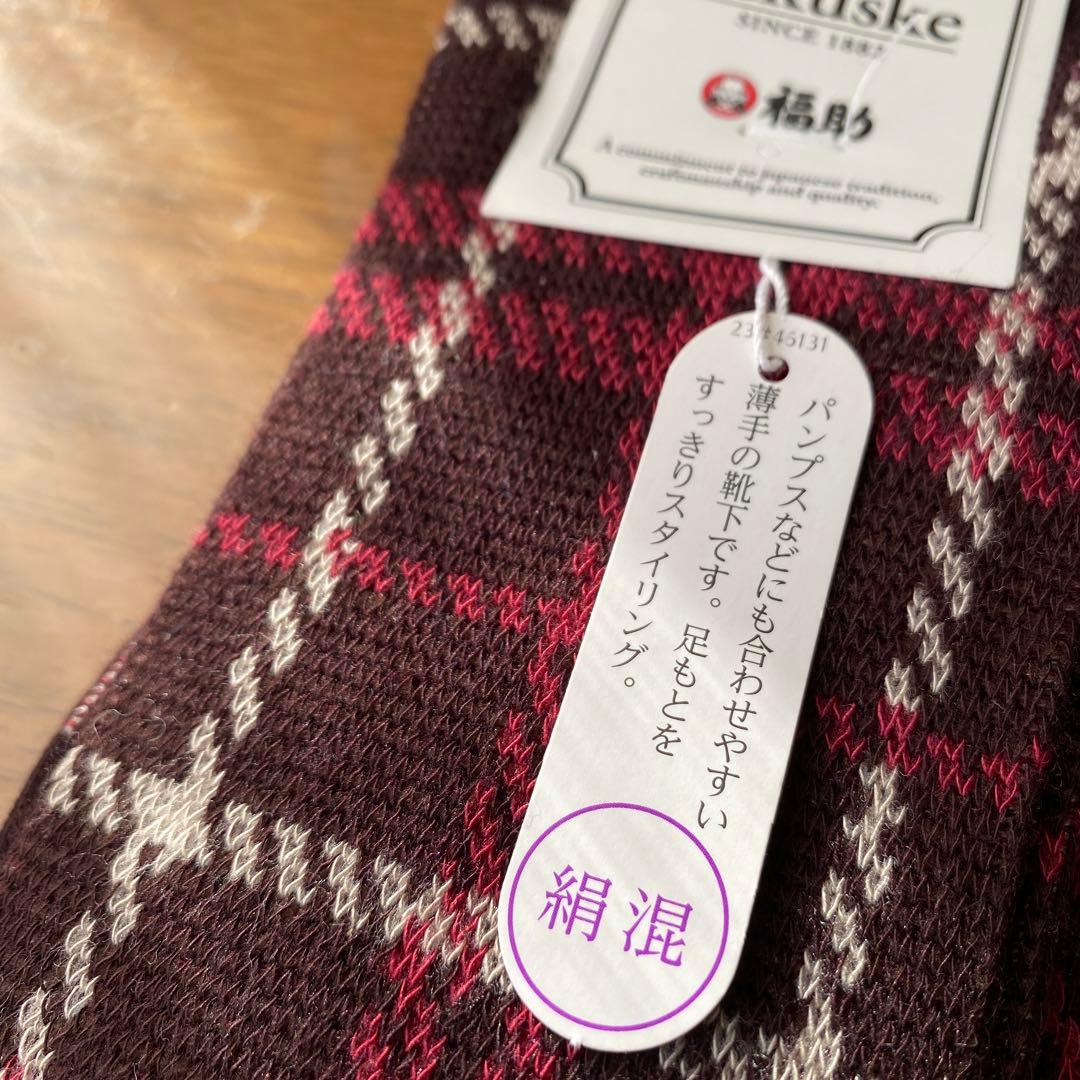 SINCE 1882
福助
A commitment to Japanese tradition,
craftsmanship and quality.
パンプスなどにも合わせやすい
薄手の靴下です。足もとを
すっきりスタイリング。
絹混